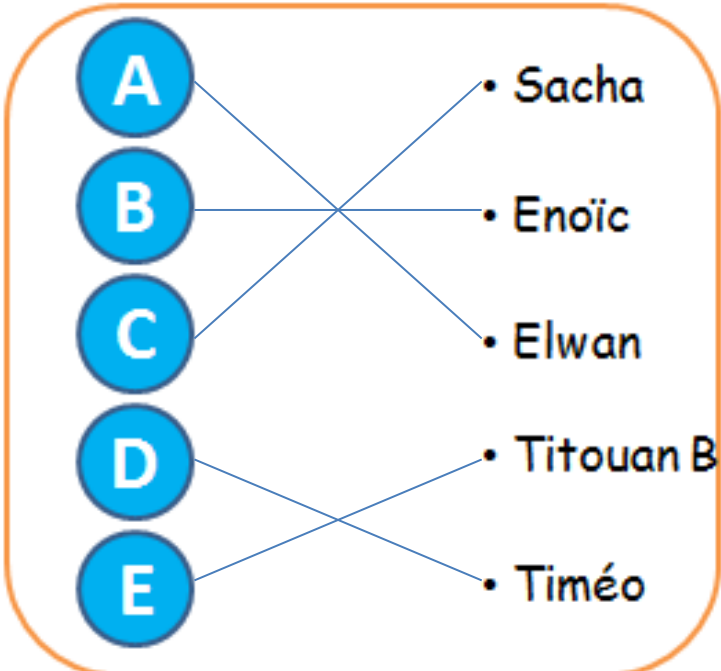 A
• Sacha
B
• Enoïc
C
• Elwan
D
• Titouan B
E
• Timéo